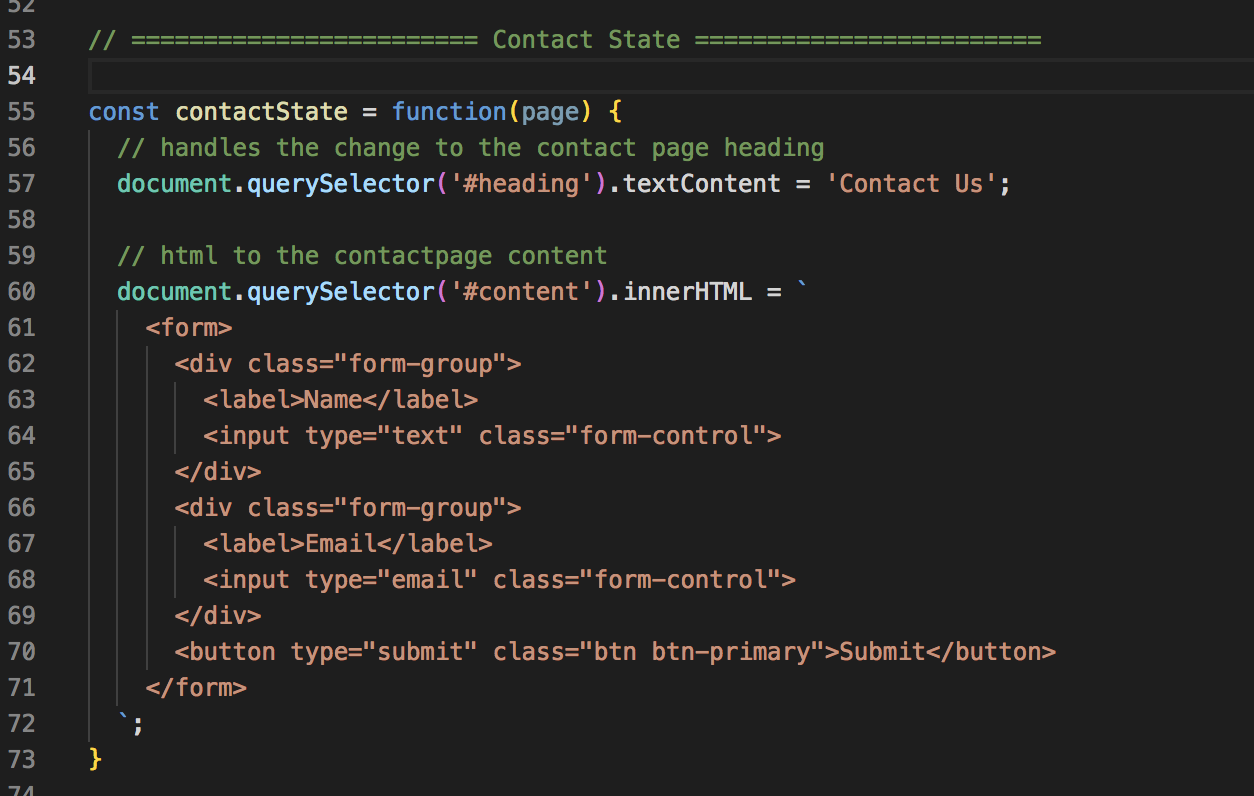 52
53 // ======================== Contact State ========================
54
55 const contactState = function(page) {
56   // handles the change to the contact page heading
57   document.querySelector('#heading').textContent = 'Contact Us';
58
59   // html to the contactpage content
60   document.querySelector('#content').innerHTML = `
61     <form>
62       <div class="form-group">
63         <label>Name</label>
64         <input type="text" class="form-control">
65       </div>
66       <div class="form-group">
67         <label>Email</label>
68         <input type="email" class="form-control">
69       </div>
70       <button type="submit" class="btn btn-primary">Submit</button>
71     </form>
72   `;
73 }
74